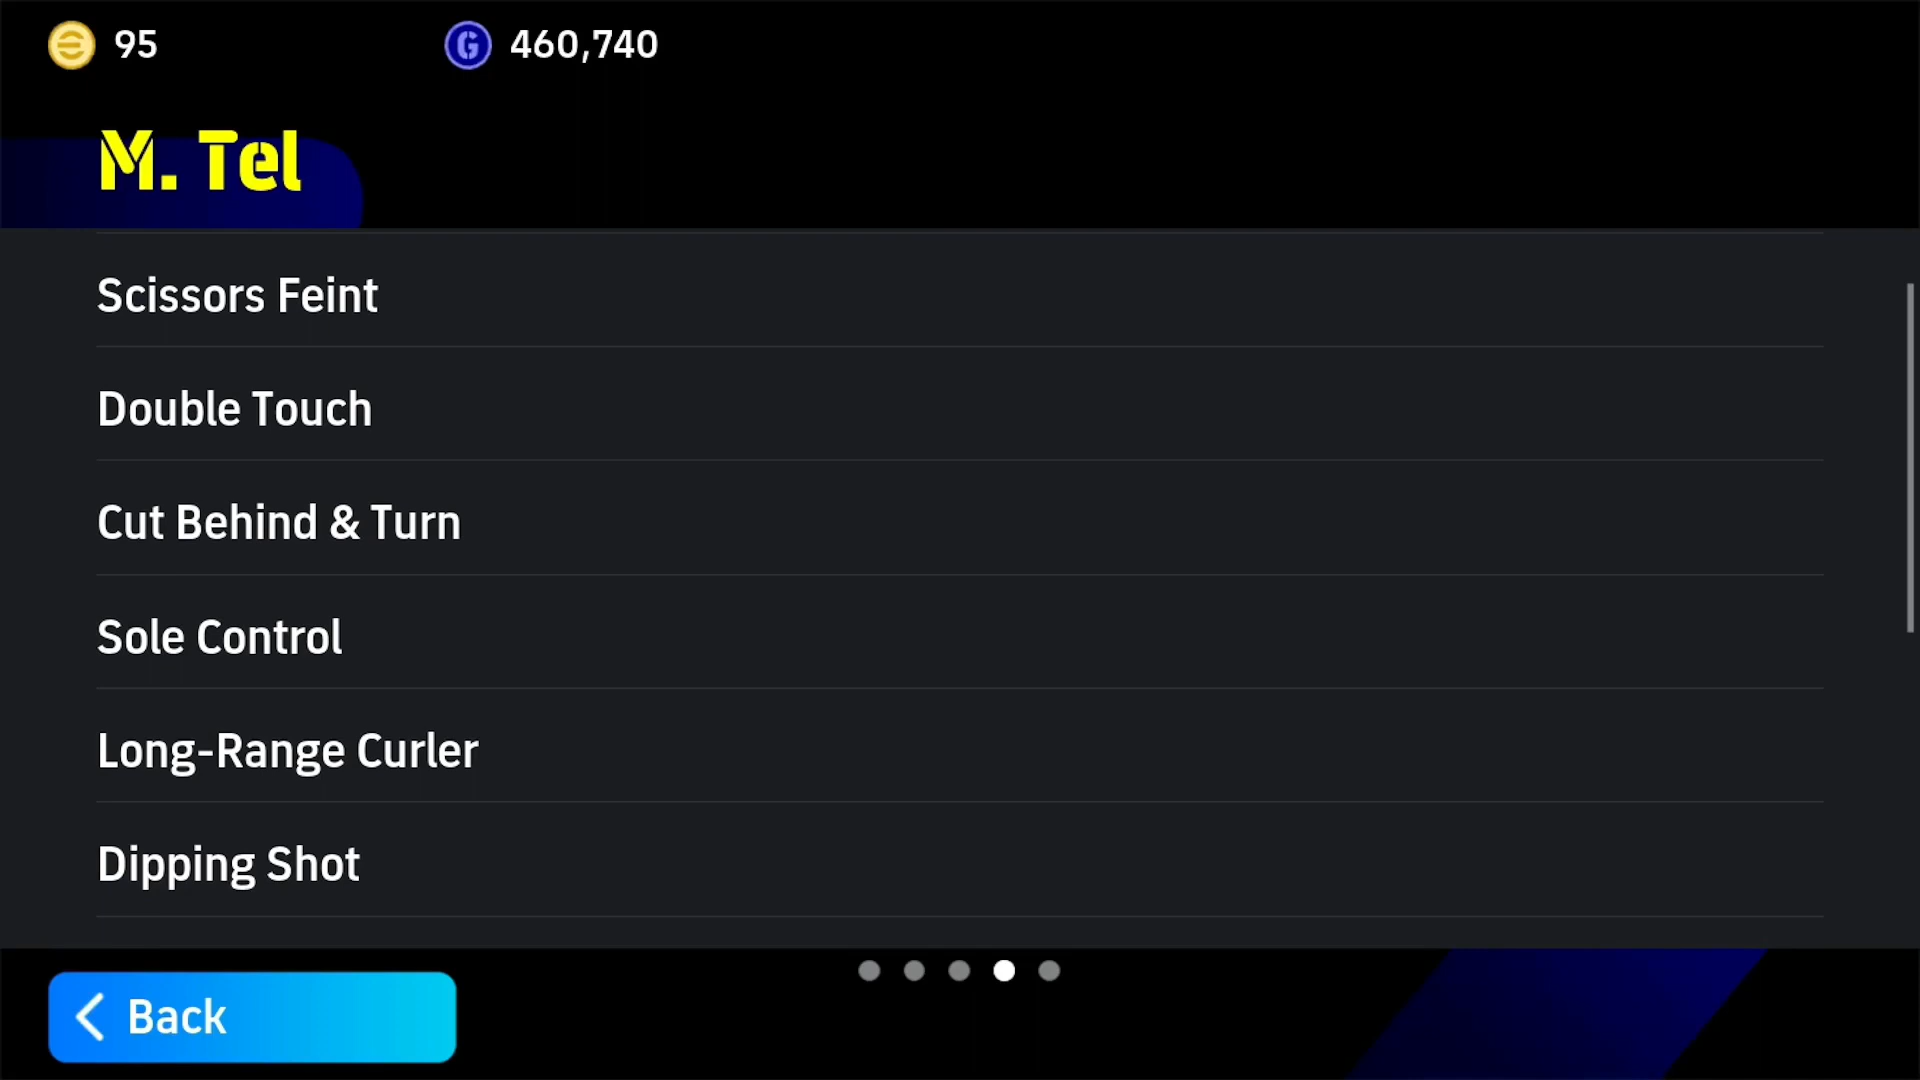 95
460,740
M. Tel
Scissors Feint
Double Touch
Cut Behind & Turn
Sole Control
Long-Range Curler
Dipping Shot
Back